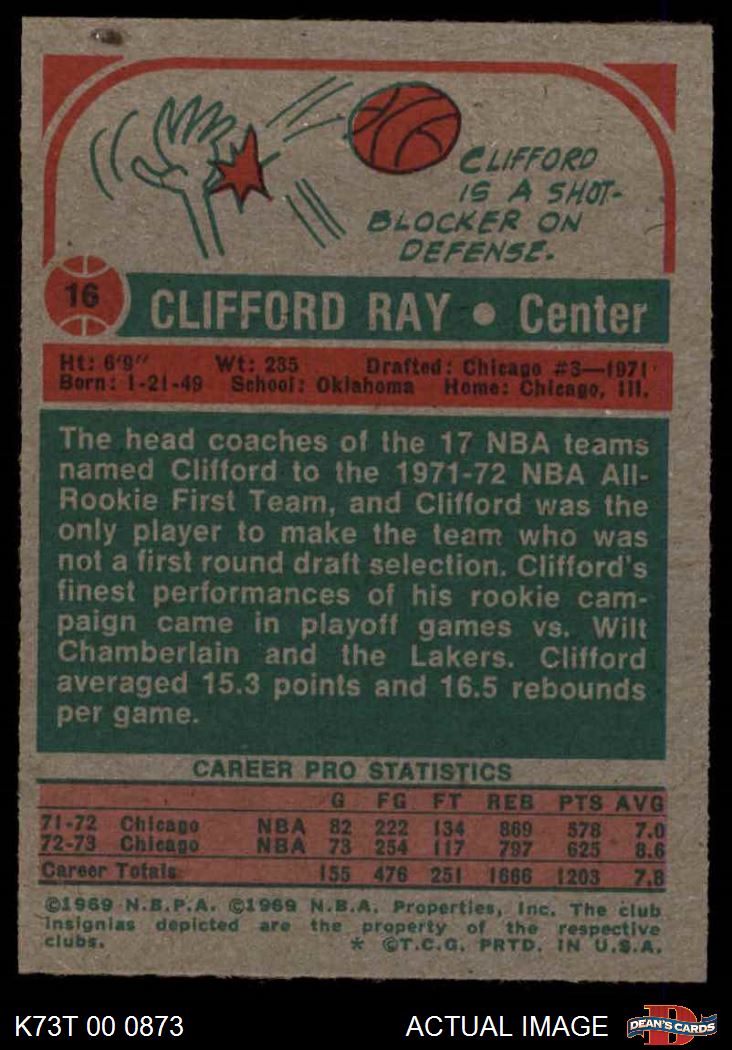 CLIFFORD
IS A SHOT-
BLOCKER ON
DEFENSE.
16
CLIFFORD RAY • Center
Ht: 6'9" Wt: 235 Drafted: Chicago #3—1971
Born: 1-21-49 School: Oklahoma Home: Chicago, Ill.
The head coaches of the 17 NBA teams
named Clifford to the 1971-72 NBA All-
Rookie First Team, and Clifford was the
only player to make the team who was
not a first round draft selection. Clifford's
finest performances of his rookie cam-
paign came in playoff games vs. Wilt
Chamberlain and the Lakers. Clifford
averaged 15.3 points and 16.5 rebounds
per game.
CAREER PRO STATISTICS
G FG FT REB PTS AVG
71-72 Chicago NBA 82 222 134 869 578 7.0
72-73 Chicago NBA 73 254 117 797 625 8.6
Career Totals 155 476 251 1666 1203 7.8
©1969 N.B.P.A. ©1969 N.B.A. Properties, Inc. The club
insignias depicted are the property of the respective
clubs. * ©T.C.G. PRTD. IN U.S.A.
K73T 00 0873 ACTUAL IMAGE DEAN'S CARDS